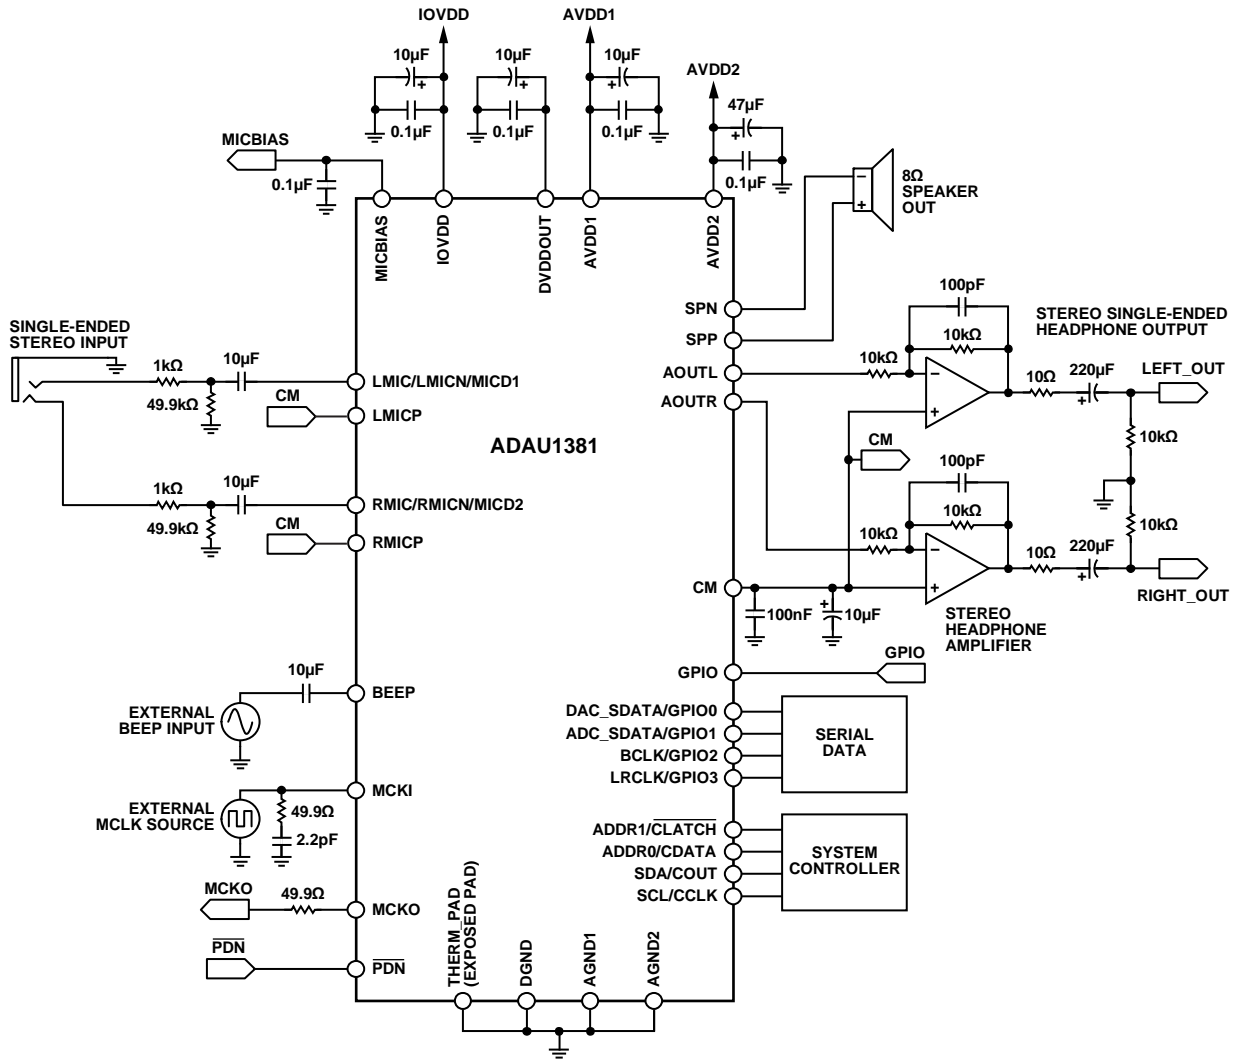 IOVDD
AVDD1
10µF
10µF
10µF
AVDD2
47µF
0.1µF
0.1µF
0.1µF
MICBIAS
0.1µF
0.1µF
8Ω
SPEAKER
OUT
−
+
+
+
+
MICBIAS
IOVDD
DVDDOUT
AVDD1
AVDD2
SPN
SPP
AOUTL
AOUTR
100pF
10kΩ
10kΩ
STEREO SINGLE-ENDED
HEADPHONE OUTPUT
10Ω
220µF
LEFT_OUT
−
+
+
10kΩ
SINGLE-ENDED
STEREO INPUT
1kΩ
10µF
49.9kΩ
LMIC/LMICN/MICD1
CM
LMICP
ADAU1381
CM
100pF
10kΩ
10kΩ
1kΩ
10µF
49.9kΩ
RMIC/RMICN/MICD2
CM
RMICP
−
+
10Ω
220µF
+
10kΩ
RIGHT_OUT
CM
100nF
+
10µF
STEREO
HEADPHONE
AMPLIFIER
GPIO
GPIO
10µF
BEEP
EXTERNAL
BEEP INPUT
DAC_SDATA/GPIO0
ADC_SDATA/GPIO1
BCLK/GPIO2
LRCLK/GPIO3
SERIAL
DATA
MCKI
EXTERNAL
MCLK SOURCE
49.9Ω
2.2pF
ADDR1/CLATCH
ADDR0/CDATA
SDA/COUT
SCL/CCLK
SYSTEM
CONTROLLER
MCKO
49.9Ω
MCKO
PDN
PDN
THERM_PAD
(EXPOSED PAD)
DGND
AGND1
AGND2